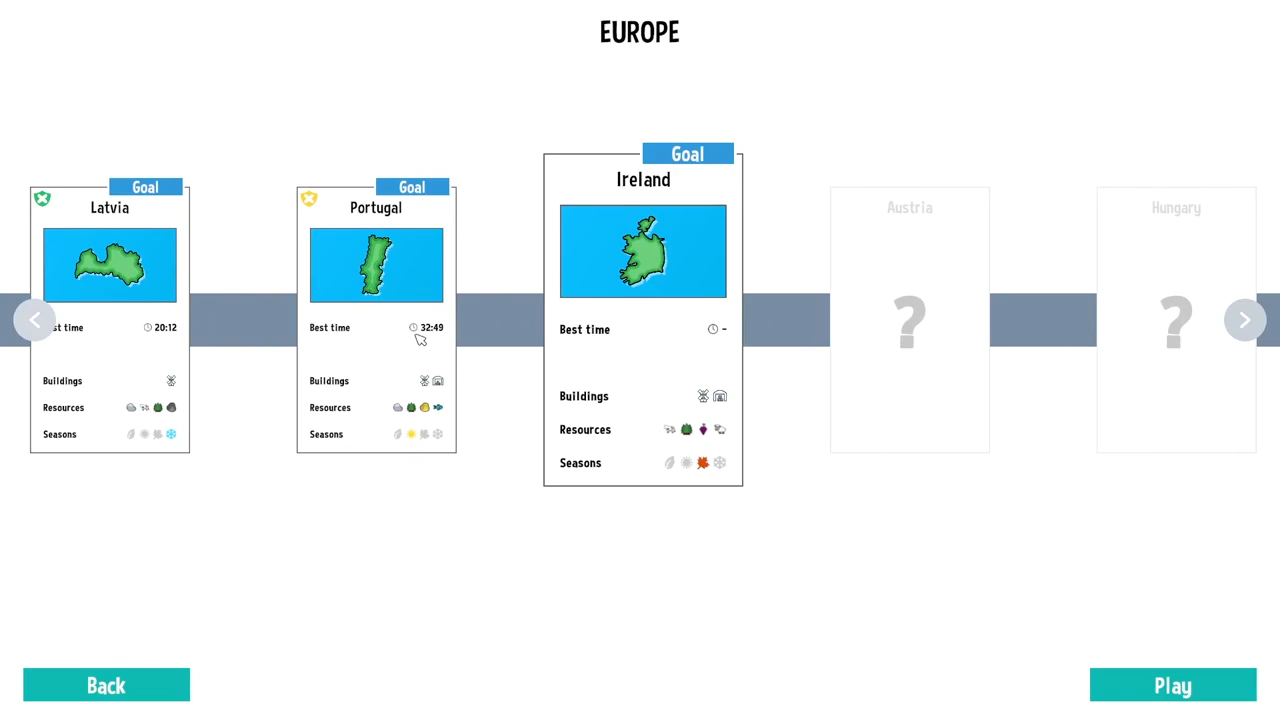 EUROPE
Goal
Latvia
st time 20:12
Buildings
Resources
Seasons
Goal
Portugal
Best time 32:49
Buildings
Resources
Seasons
Goal
Ireland
Best time -
Buildings
Resources
Seasons
Austria
?
Hungary
?
Back
Play